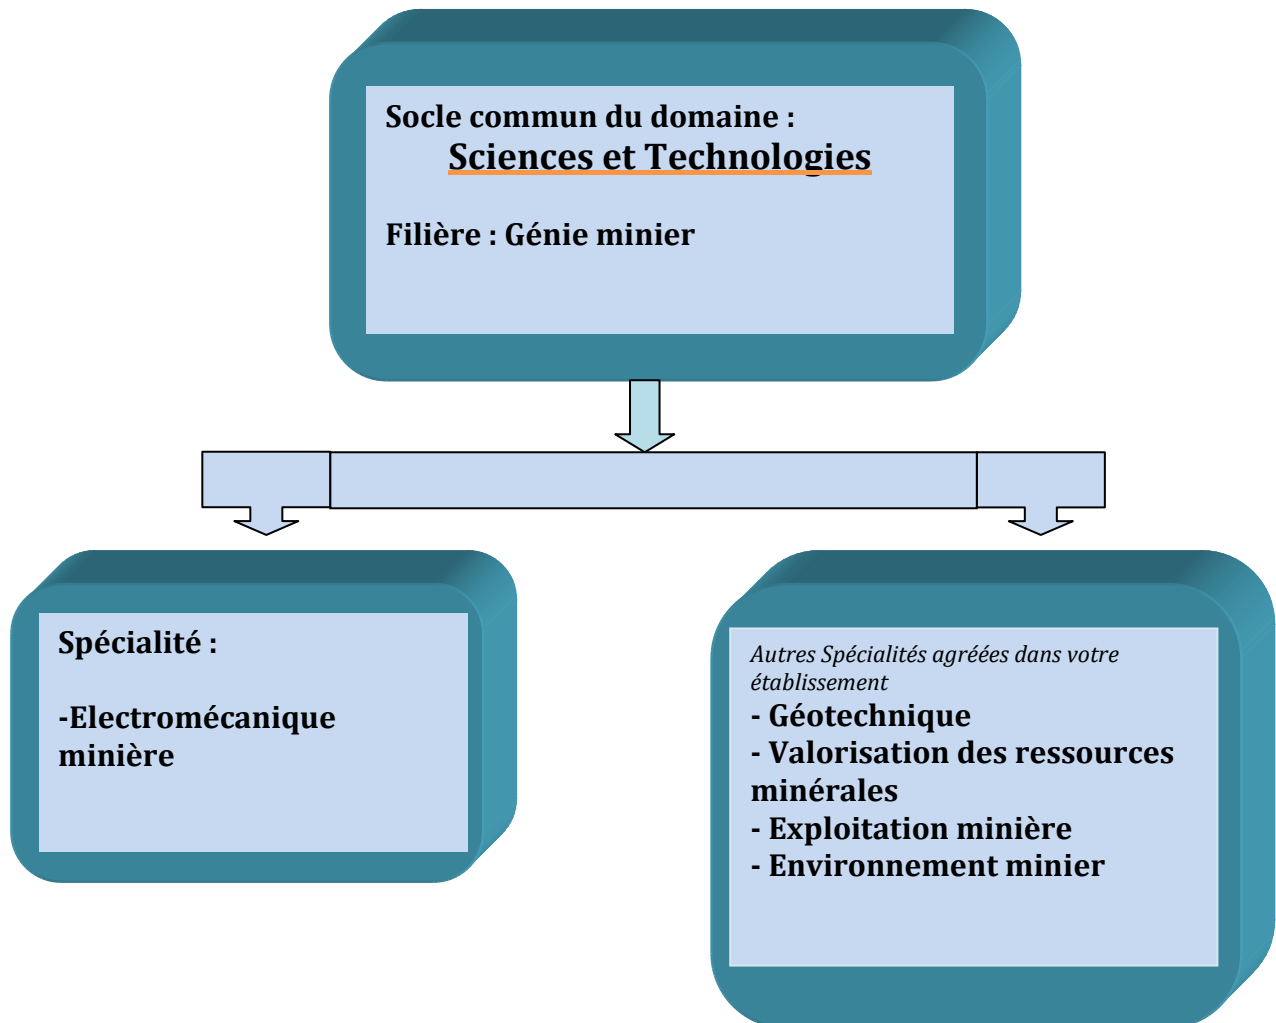 Socle commun du domaine :
Sciences et Technologies
Filière : Génie minier
Spécialité :
-Electromécanique
minière
Autres Spécialités agréées dans votre
établissement
- Géotechnique
- Valorisation des ressources
minérales
- Exploitation minière
- Environnement minier